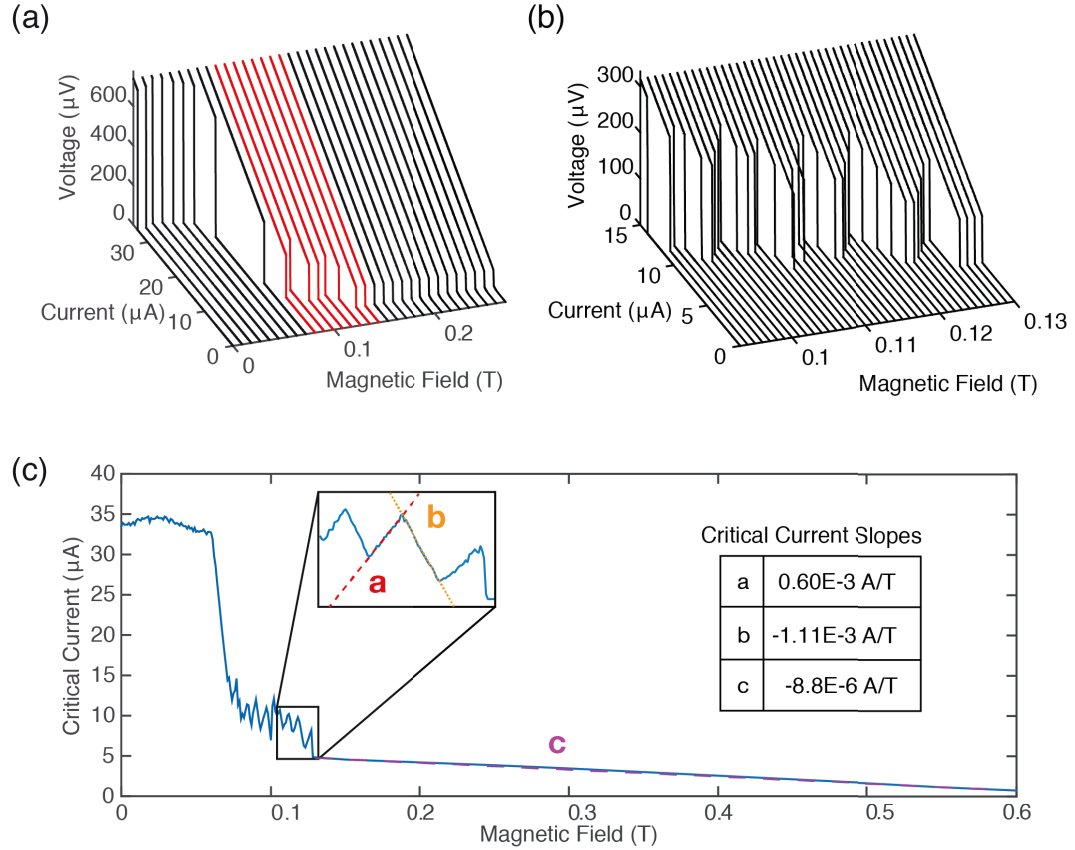 (a)
Voltage (µV)
600
400
200
0
30
20
10
0
Current (µA)
0
0.1
0.2
Magnetic Field (T)
(b)
Voltage (µV)
300
200
100
0
15
10
5
0
Current (µA)
0.1
0.11
0.12
0.13
Magnetic Field (T)
(c)
Critical Current (µA)
40
35
30
25
20
15
10
5
0
0
0.1
0.2
0.3
0.4
0.5
0.6
Magnetic Field (T)
a
b
c
Critical Current Slopes
a 0.60E-3 A/T
b -1.11E-3 A/T
c -8.8E-6 A/T